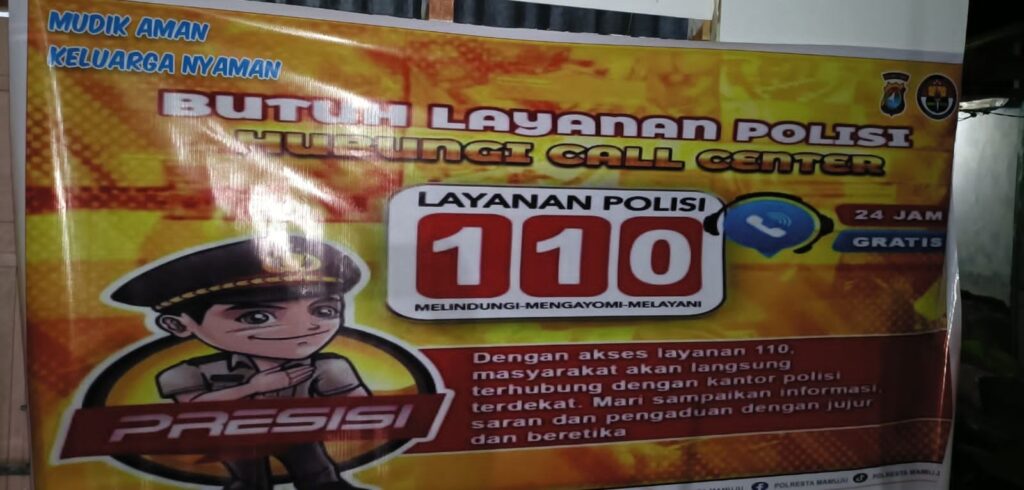 MUDIK AMAN
KELUARGA NYAMAN
BUTUH LAYANAN POLISI
HUBUNGI CALL CENTER
LAYANAN POLISI
110
MELINDUNGI-MENGAYOMI-MELAYANI
24 JAM
GRATIS
PRESISI
Dengan akses layanan 110,
masyarakat akan langsung
terhubung dengan kantor polisi
terdekat. Mari sampaikan informasi,
saran dan pengaduan dengan jujur
dan beretika
POLRESTA MAMUJU
POLRESTA MAMUJU